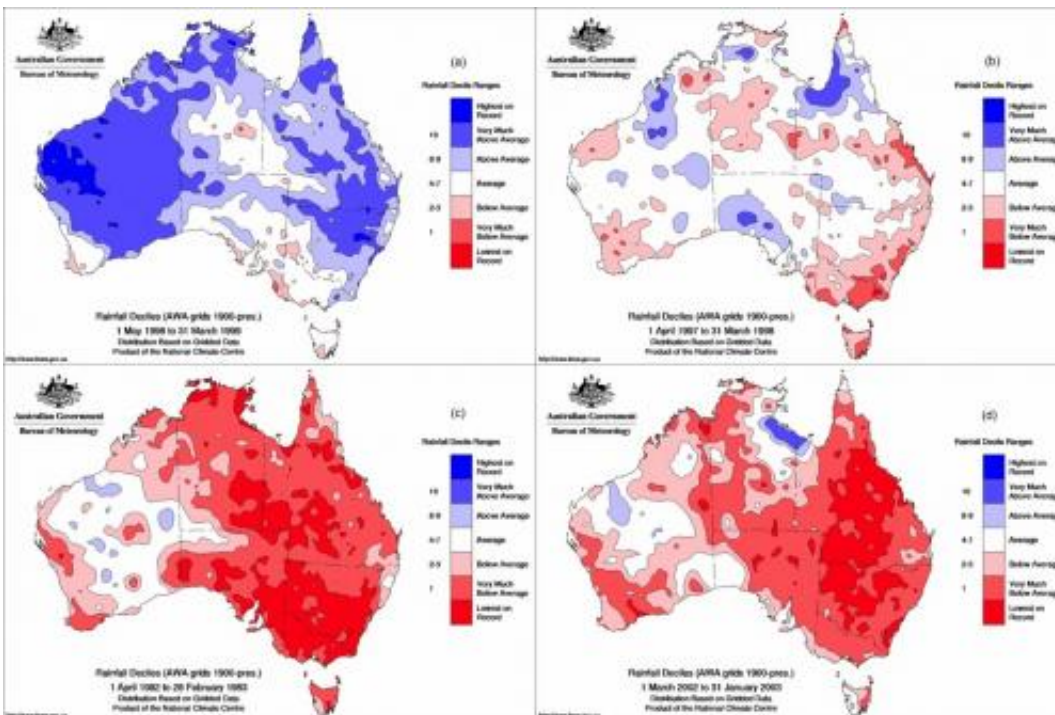 Australian Government
Bureau of Meteorology
(a)
Rainfall Decile Ranges
Highest on
Record
10
Very Much
Above Average
8-9
Above Average
4-7
Average
2-3
Below Average
1
Very Much
Below Average
Lowest on
Record
Rainfall Deciles (AWA grids 1900-pres.)
Distribution Based on Gridded Data
Product of the National Climate Centre
Australian Government
Bureau of Meteorology
(b)
Rainfall Decile Ranges
Highest on
Record
10
Very Much
Above Average
8-9
Above Average
4-7
Average
2-3
Below Average
1
Very Much
Below Average
Lowest on
Record
Rainfall Deciles (AWA grids 1900-pres.)
1 April 1997 to 31 March 1998
Distribution Based on Gridded Data
Product of the National Climate Centre
Australian Government
Bureau of Meteorology
(c)
Rainfall Decile Ranges
Highest on
Record
10
Very Much
Above Average
8-9
Above Average
4-7
Average
2-3
Below Average
1
Very Much
Below Average
Lowest on
Record
Rainfall Deciles (AWA grids 1900-pres.)
1 April 1982 to 28 February 1983
Distribution Based on Gridded Data
Product of the National Climate Centre
Australian Government
Bureau of Meteorology
(d)
Rainfall Decile Ranges
Highest on
Record
10
Very Much
Above Average
8-9
Above Average
4-7
Average
2-3
Below Average
1
Very Much
Below Average
Lowest on
Record
Rainfall Deciles (AWA grids 1900-pres.)
1 March 2002 to 31 January 2003
Distribution Based on Gridded Data
Product of the National Climate Centre